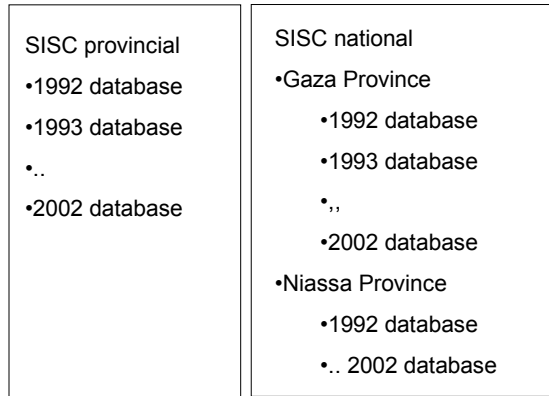 SISC provincial
•1992 database
•1993 database
•..
•2002 database
SISC national
•Gaza Province
•1992 database
•1993 database
•,,
•2002 database
•Niassa Province
•1992 database
•.. 2002 database